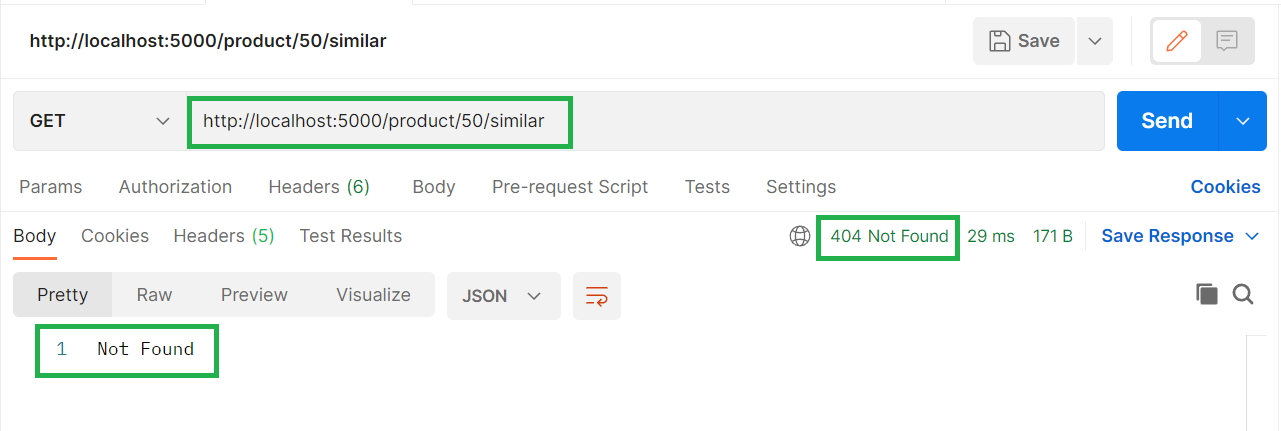 http://localhost:5000/product/50/similar
Save
GET
http://localhost:5000/product/50/similar
Send
Params Authorization Headers (6) Body Pre-request Script Tests Settings Cookies
Body Cookies Headers (5) Test Results 404 Not Found 29 ms 171 B Save Response
Pretty Raw Preview Visualize JSON
1 Not Found